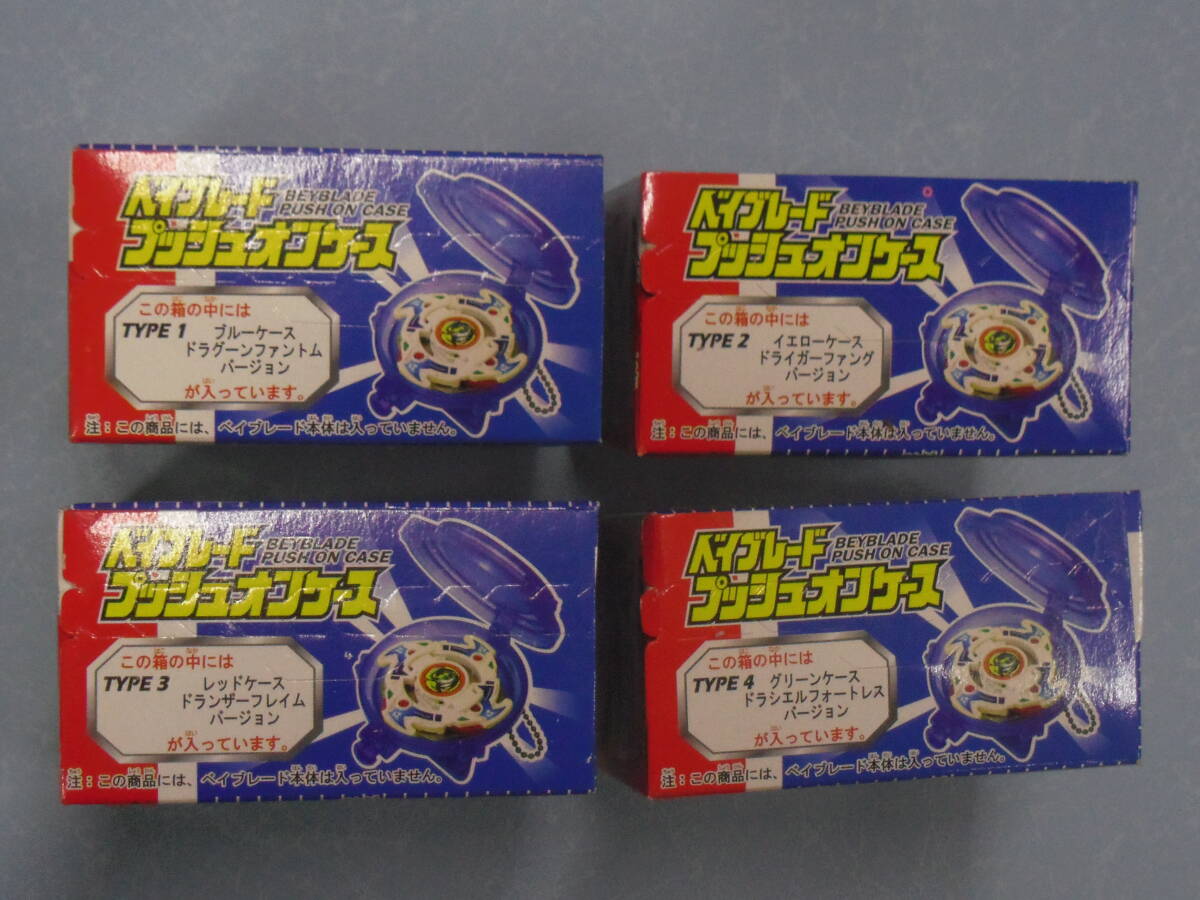 ベイブレード BEYBLADE
PUSH ON CASE
プッシュオンケース
この箱の中には
TYPE 1 ブルーケース
ドラグーンファントム
バージョン
が入っています。
注：この商品には、ベイブレード本体は入っていません。
ベイブレード BEYBLADE
PUSH ON CASE
プッシュオンケース
この箱の中には
TYPE 2 イエローケース
ドライガーファング
バージョン
が入っています。
注：この商品には、ベイブレード本体は入っていません。
ベイブレード BEYBLADE
PUSH ON CASE
プッシュオンケース
この箱の中には
TYPE 3 レッドケース
ドランザーフレイム
バージョン
が入っています。
注：この商品には、ベイブレード本体は入っていません。
ベイブレード BEYBLADE
PUSH ON CASE
プッシュオンケース
この箱の中には
TYPE 4 グリーンケース
ドラシエルフォートレス
バージョン
が入っています。
注：この商品には、ベイブレード本体は入っていません。